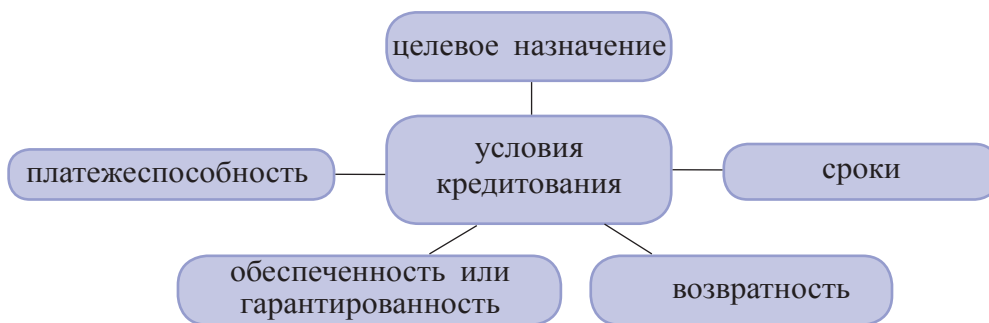 целевое назначение
платежеспособность
условия
кредитования
сроки
обеспеченность или
гарантированность
возвратность